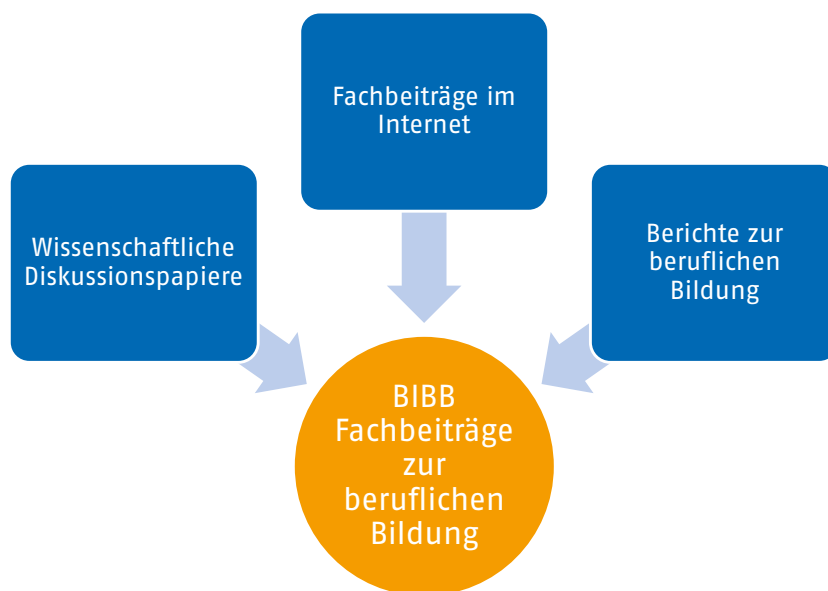 Fachbeiträge im
Internet
Wissenschaftliche
Diskussionspapiere
Berichte zur
beruflichen
Bildung
BIBB
Fachbeiträge
zur
beruflichen
Bildung